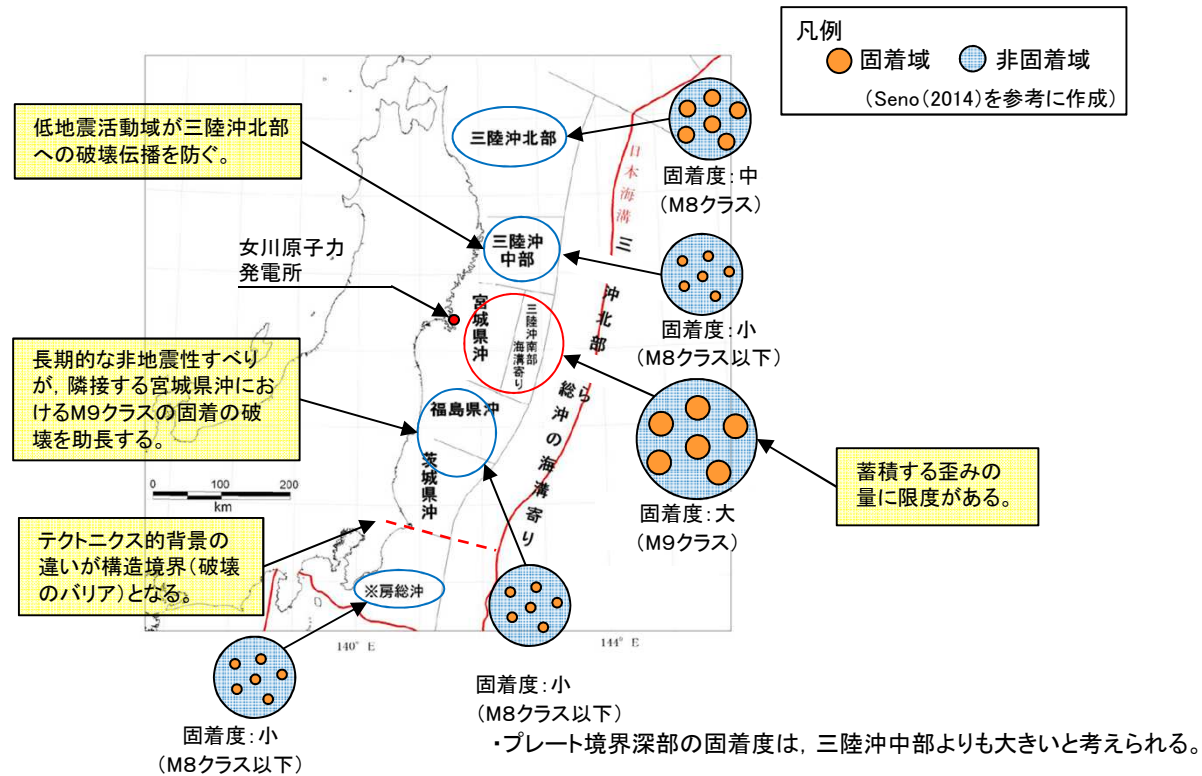 凡例
固着域 非固着域
(Seno(2014)を参考に作成)
低地震活動域が三陸沖北部
への破壊伝播を防ぐ。
三陸沖北部
日本海溝
固着度:中
(M8クラス)
女川原子力
発電所
三陸沖
中部
固着度:小
(M8クラス以下)
三
沖北部
ら
総沖の海溝寄り
宮城県沖
三陸沖南部
海溝寄り
長期的な非地震性すべり
が,隣接する宮城県沖にお
けるM9クラスの固着の破
壊を助長する。
福島県沖
茨城県沖
0 100 200
km
固着度:大
(M9クラス)
蓄積する歪みの
量に限度がある。
テクトニクス的背景の
違いが構造境界(破壊
のバリア)となる。
※房総沖
140° E
144° E
固着度:小
(M8クラス以下)
固着度:小
(M8クラス以下)
・プレート境界深部の固着度は,三陸沖中部よりも大きいと考えられる。